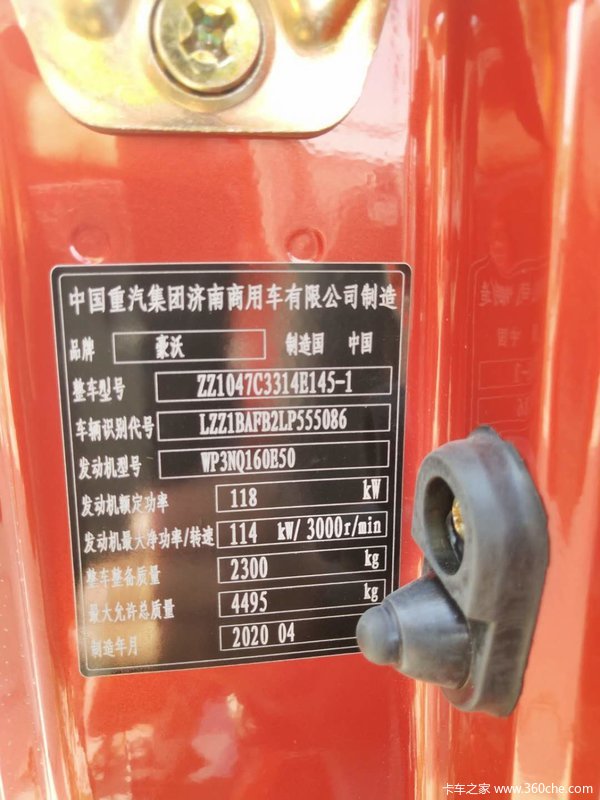 中国重汽集团济南商用车有限公司制造
品牌 豪沃 制造国 中国
整车型号 ZZ1047C3314E145-1
车辆识别代号 LZZ1BAFB2LP555086
发动机型号 WP3NQ160E50
发动机额定功率 118 kW
发动机最大净功率/转速 114 kW/ 3000r/min
整车整备质量 2300 kg
最大允许总质量 4495 kg
制造年月 2020 04
卡车之家 www.360che.com